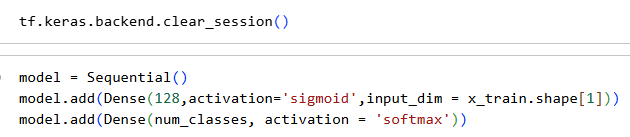 tf.keras.backend.clear_session()
model = Sequential()
model.add(Dense(128,activation='sigmoid',input_dim = x_train.shape[1]))
model.add(Dense(num_classes, activation = 'softmax'))